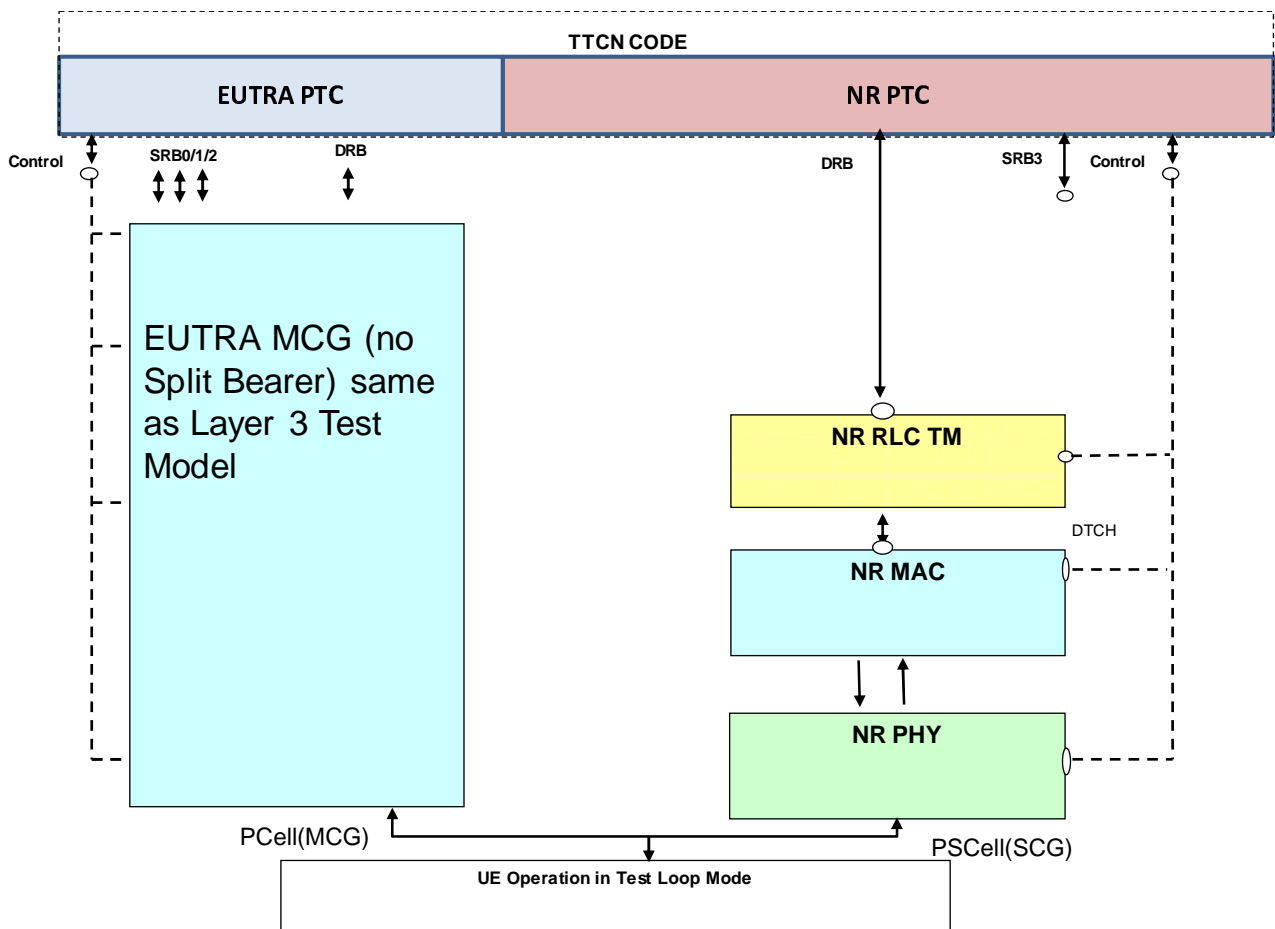 TTCN CODE
EUTRA PTC
NR PTC
Control
SRB0/1/2
DRB
DRB
SRB3
Control
EUTRA MCG (no
Split Bearer) same
as Layer 3 Test
Model
NR RLC TM
DTCH
NR MAC
NR PHY
PCell(MCG)
PSCell(SCG)
UE Operation in Test Loop Mode